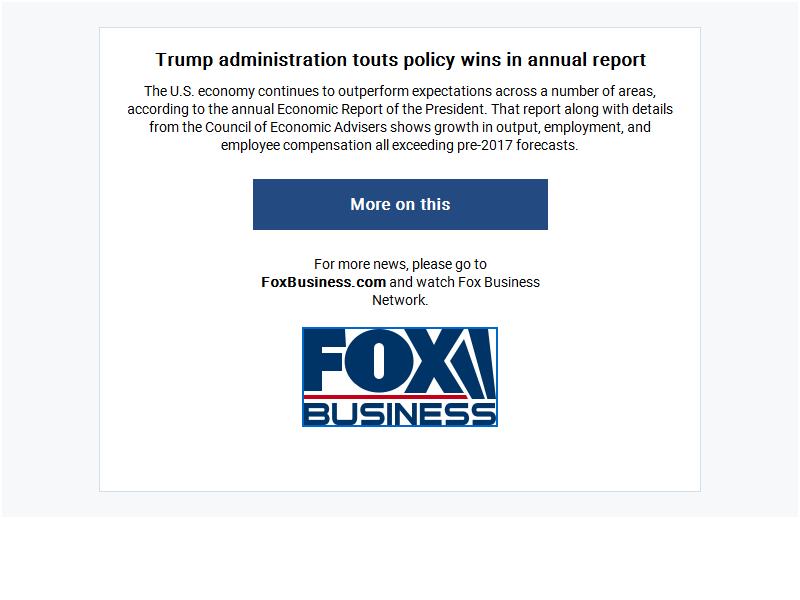 Trump administration touts policy wins in annual report
The U.S. economy continues to outperform expectations across a number of areas,
according to the annual Economic Report of the President. That report along with details
from the Council of Economic Advisers shows growth in output, employment, and
employee compensation all exceeding pre-2017 forecasts.
More on this
For more news, please go to
FoxBusiness.com and watch Fox Business
Network.
FOX
BUSINESS